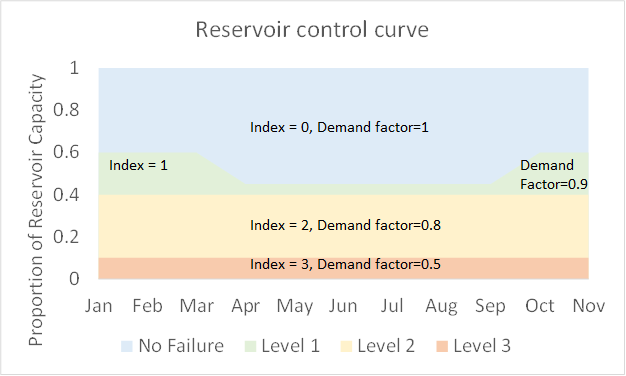 Reservoir control curve
Proportion of Reservoir Capacity
1
0.8
0.6
0.4
0.2
0
Index = 0, Demand factor=1
Index = 1
Demand
Factor=0.9
Index = 2, Demand factor=0.8
Index = 3, Demand factor=0.5
Jan Feb Mar Apr May Jun Jul Aug Sep Oct Nov
No Failure Level 1 Level 2 Level 3